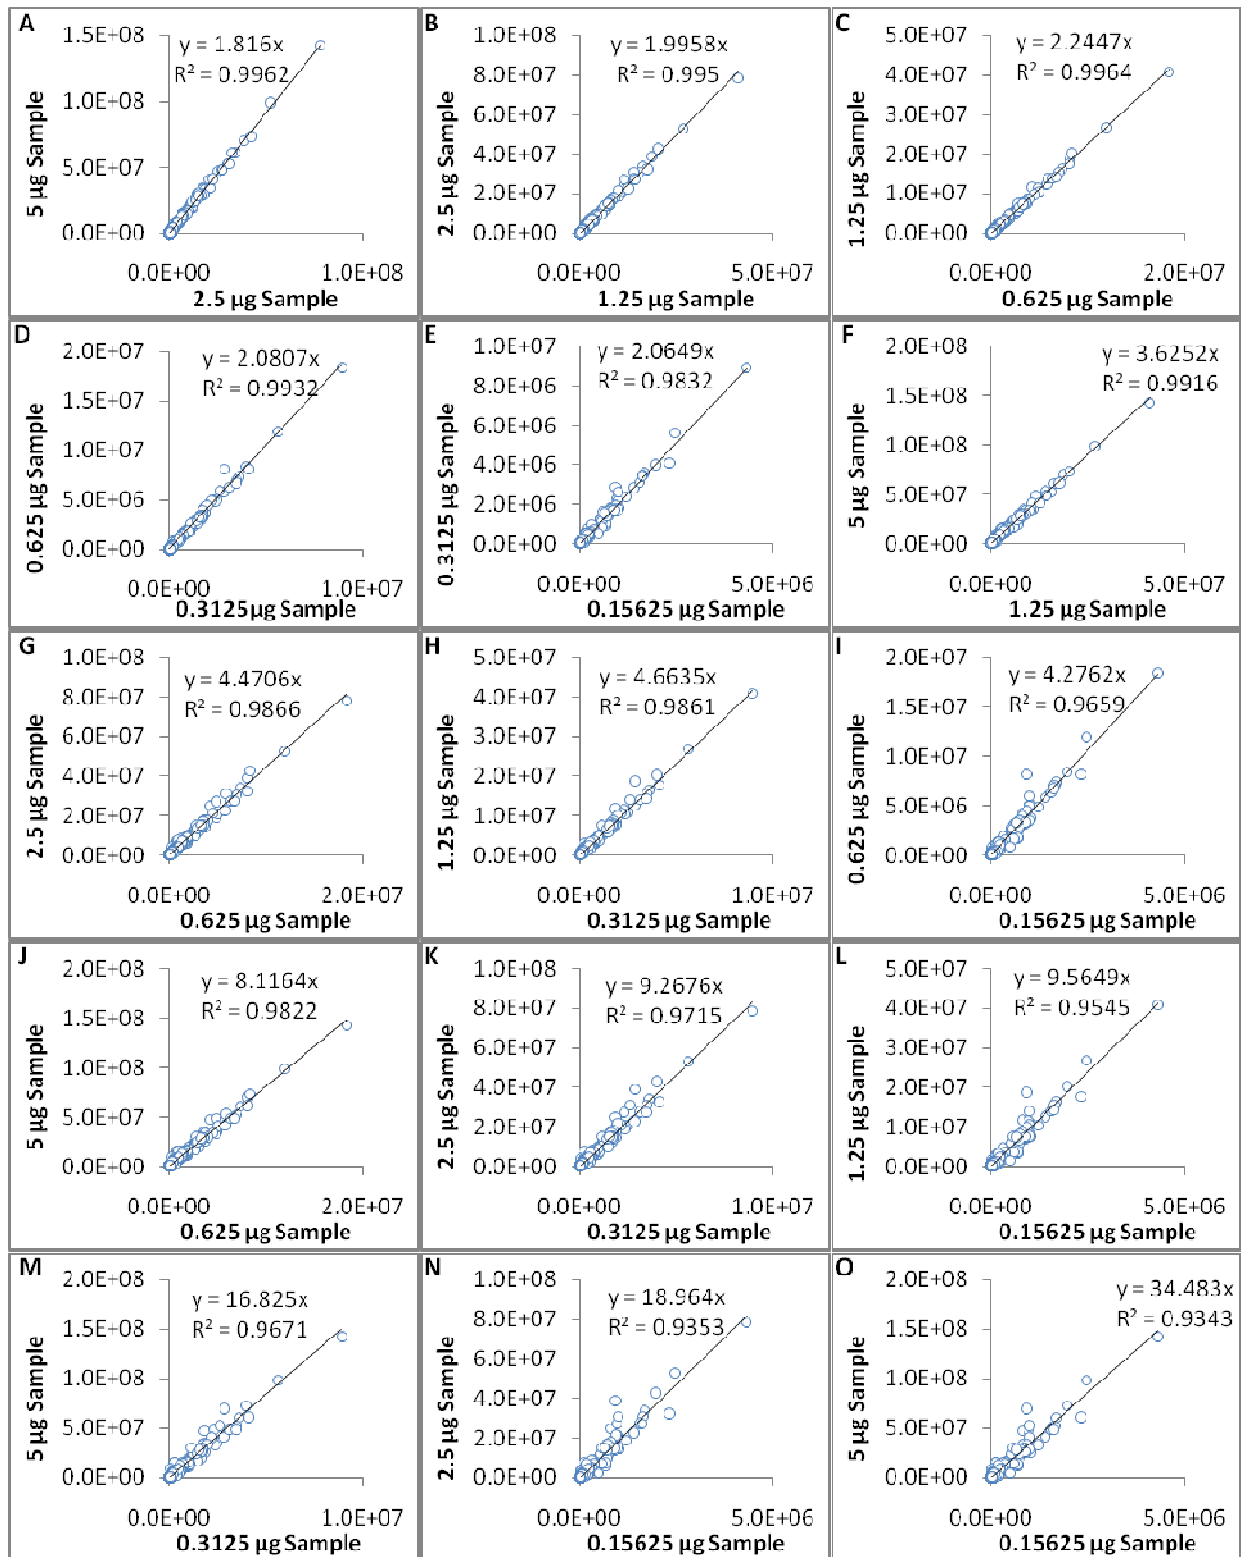 A
1.5E+08
1.0E+08
5.0E+07
0.0E+00
5 µg Sample
y = 1.816x
R² = 0.9962
0.0E+00 1.0E+08
2.5 µg Sample
B
1.0E+08
8.0E+07
6.0E+07
4.0E+07
2.0E+07
0.0E+00
2.5 µg Sample
y = 1.9958x
R² = 0.995
0.0E+00 5.0E+07
1.25 µg Sample
C
5.0E+07
4.0E+07
3.0E+07
2.0E+07
1.0E+07
0.0E+00
1.25 µg Sample
y = 2.2447x
R² = 0.9964
0.0E+00 2.0E+07
0.625 µg Sample
D
2.0E+07
1.5E+07
1.0E+07
5.0E+06
0.0E+00
0.625 µg Sample
y = 2.0807x
R² = 0.9932
0.0E+00 1.0E+07
0.3125 µg Sample
E
1.0E+07
8.0E+06
6.0E+06
4.0E+06
2.0E+06
0.0E+00
0.3125 µg Sample
y = 2.0649x
R² = 0.9832
0.0E+00 5.0E+06
0.15625 µg Sample
F
2.0E+08
1.5E+08
1.0E+08
5.0E+07
0.0E+00
5 µg Sample
y = 3.6252x
R² = 0.9916
0.0E+00 5.0E+07
1.25 µg Sample
G
1.0E+08
8.0E+07
6.0E+07
4.0E+07
2.0E+07
0.0E+00
2.5 µg Sample
y = 4.4706x
R² = 0.9866
0.0E+00 2.0E+07
0.625 µg Sample
H
5.0E+07
4.0E+07
3.0E+07
2.0E+07
1.0E+07
0.0E+00
1.25 µg Sample
y = 4.6635x
R² = 0.9861
0.0E+00 1.0E+07
0.3125 µg Sample
I
2.0E+07
1.5E+07
1.0E+07
5.0E+06
0.0E+00
0.625 µg Sample
y = 4.2762x
R² = 0.9659
0.0E+00 5.0E+06
0.15625 µg Sample
J
2.0E+08
1.5E+08
1.0E+08
5.0E+07
0.0E+00
5 µg Sample
y = 8.1164x
R² = 0.9822
0.0E+00 2.0E+07
0.625 µg Sample
K
1.0E+08
8.0E+07
6.0E+07
4.0E+07
2.0E+07
0.0E+00
2.5 µg Sample
y = 9.2676x
R² = 0.9715
0.0E+00 1.0E+07
0.3125 µg Sample
L
5.0E+07
4.0E+07
3.0E+07
2.0E+07
1.0E+07
0.0E+00
1.25 µg Sample
y = 9.5649x
R² = 0.9545
0.0E+00 5.0E+06
0.15625 µg Sample
M
2.0E+08
1.5E+08
1.0E+08
5.0E+07
0.0E+00
5 µg Sample
y = 16.825x
R² = 0.9671
0.0E+00 1.0E+07
0.3125 µg Sample
N
1.0E+08
8.0E+07
6.0E+07
4.0E+07
2.0E+07
0.0E+00
2.5 µg Sample
y = 18.964x
R² = 0.9353
0.0E+00 5.0E+06
0.15625 µg Sample
O
2.0E+08
1.5E+08
1.0E+08
5.0E+07
0.0E+00
5 µg Sample
y = 34.483x
R² = 0.9343
0.0E+00 5.0E+06
0.15625 µg Sample